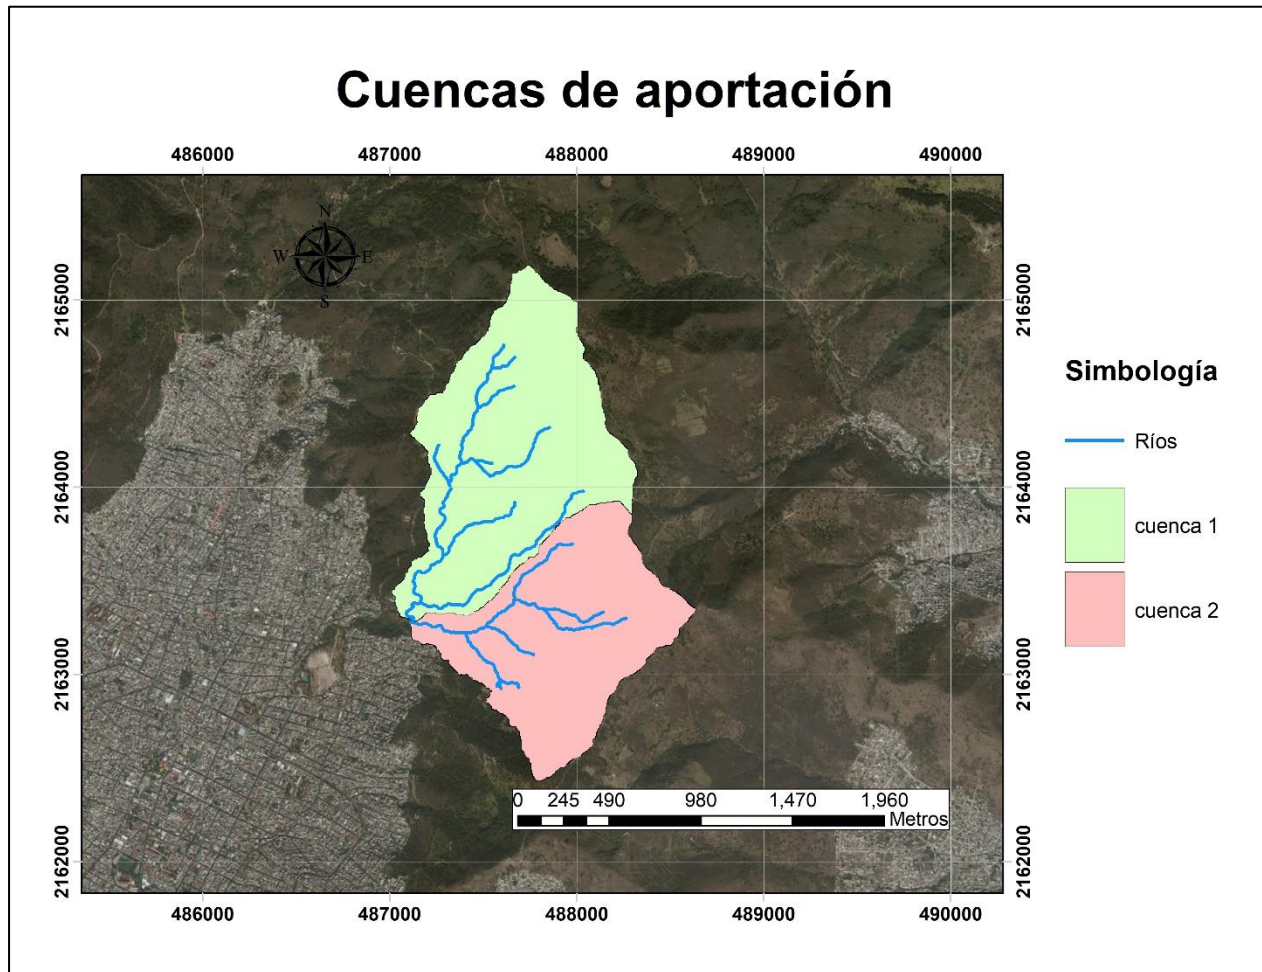 Cuencas de aportación
486000 487000 488000 489000 490000
N
W E
S
2165000 2165000
Simbología
Ríos
2164000 2164000
cuenca 1
cuenca 2
2163000 2163000
0 245 490 980 1,470 1,960
Metros
2162000 2162000
486000 487000 488000 489000 490000